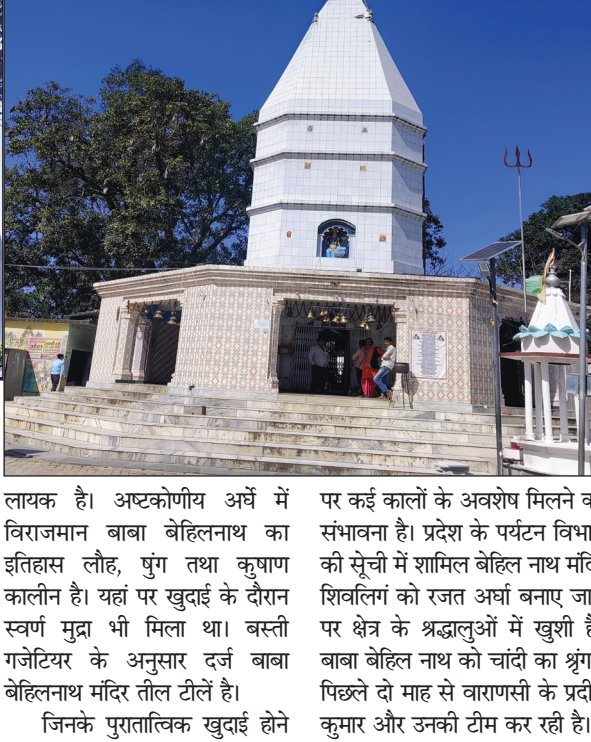 लायक है। अष्टकोणीय अर्घे में
विराजमान बाबा बेहिलनाथ का
इतिहास लौह, षुंग तथा कुषाण
कालीन है। यहां पर खुदाई के दौरान
स्वर्ण मुद्रा भी मिला था। बस्ती
गजेटियर के अनुसार दर्ज बाबा
बेहिलनाथ मंदिर तील टीलें है।
जिनके पुरातात्विक खुदाई होने
पर कई कालों के अवशेष मिलने
संभावना है। प्रदेश के पर्यटन
की सूची में शामिल बेहिल नाथ
शिवलिगं को रजत अर्घा बनाए
पर क्षेत्र के श्रद्धालुओं में खुशी
बाबा बेहिल नाथ को चांदी का
पिछले दो माह से वाराणसी के
कुमार और उनकी टीम कर रही है।